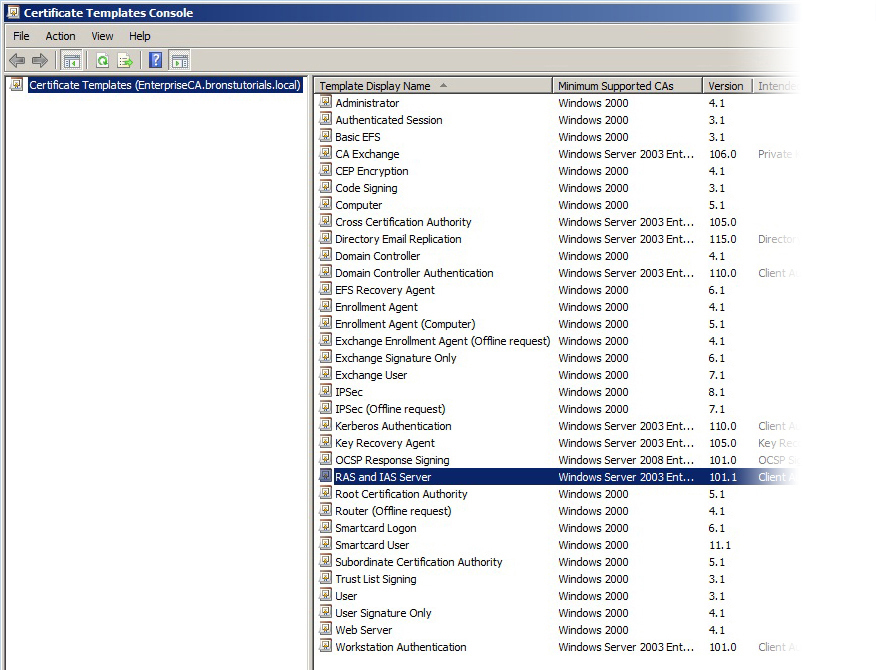 Certificate Templates Console
File Action View Help
Certificate Templates (EnterpriseCA.bronstutorials.local)
Template Display Name Minimum Supported CAs Version Intende
Administrator Windows 2000 4.1
Authenticated Session Windows 2000 3.1
Basic EFS Windows 2000 3.1
CA Exchange Windows Server 2003 Ent... 106.0 Private
CEP Encryption Windows 2000 4.1
Code Signing Windows 2000 3.1
Computer Windows 2000 5.1
Cross Certification Authority Windows Server 2003 Ent... 105.0
Directory Email Replication Windows Server 2003 Ent... 115.0 Director
Domain Controller Windows 2000 4.1
Domain Controller Authentication Windows Server 2003 Ent... 110.0 Client A
EFS Recovery Agent Windows 2000 6.1
Enrollment Agent Windows 2000 4.1
Enrollment Agent (Computer) Windows 2000 5.1
Exchange Enrollment Agent (Offline request) Windows 2000 4.1
Exchange Signature Only Windows 2000 6.1
Exchange User Windows 2000 7.1
IPSec Windows 2000 8.1
IPSec (Offline request) Windows 2000 7.1
Kerberos Authentication Windows Server 2003 Ent... 110.0 Client A
Key Recovery Agent Windows Server 2003 Ent... 105.0 Key Rec
OCSP Response Signing Windows Server 2008 Ent... 101.0 OCSP S
RAS and IAS Server Windows Server 2003 Ent... 101.1 Client A
Root Certification Authority Windows 2000 5.1
Router (Offline request) Windows 2000 4.1
Smartcard Logon Windows 2000 6.1
Smartcard User Windows 2000 11.1
Subordinate Certification Authority Windows 2000 5.1
Trust List Signing Windows 2000 3.1
User Windows 2000 3.1
User Signature Only Windows 2000 4.1
Web Server Windows 2000 4.1
Workstation Authentication Windows Server 2003 Ent... 101.0 Client A